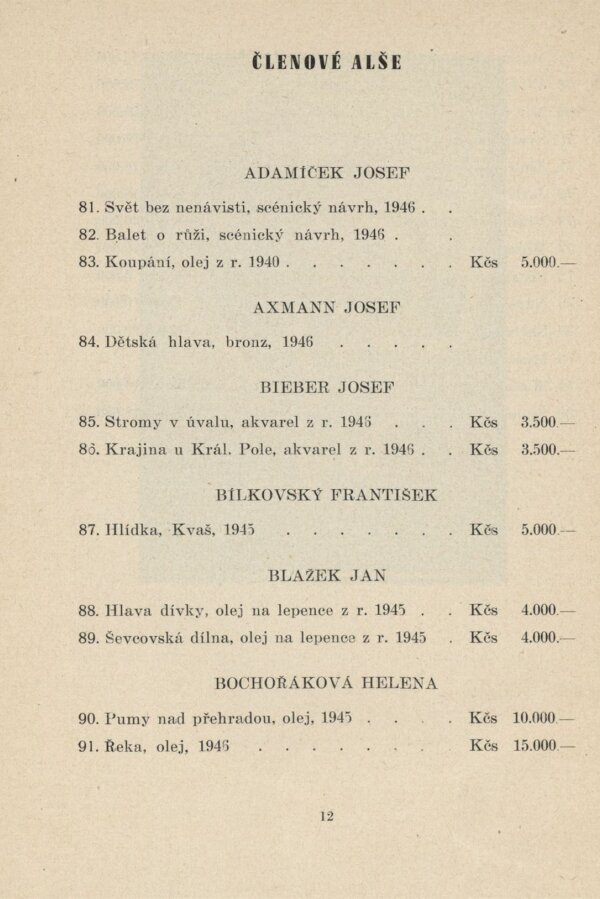 ČLENOVÉ ALŠE
ADAMÍČEK JOSEF
81. Svět bez nenávisti, scénický návrh, 1946 . .
82. Balet o růži, scénický návrh, 1946 . .
83. Koupání, olej z r. 1940 . . . . . . . Kčs 5.000.—
AXMANN JOSEF
84. Dětská hlava, bronz, 1946 . . . . .
BIEBER JOSEF
85. Stromy v úvalu, akvarel z r. 1946 . . . Kčs 3.500.—
86. Krajina u Král. Pole, akvarel z r. 1946 . . Kčs 3.500.—
BÍLKOVSKÝ FRANTIŠEK
87. Hlídka, Kvaš, 1945 . . . . . . . Kčs 5.000.—
BLAŽEK JAN
88. Hlava dívky, olej na lepence z r. 1945 . . Kčs 4.000.—
89. Ševcovská dílna, olej na lepence z r. 1945 . Kčs 4.000.—
BOCHOŘÁKOVÁ HELENA
90. Pumy nad přehradou, olej, 1945 . . . . Kčs 10.000.—
91. Řeka, olej, 1946 . . . . . . . . Kčs 15.000.—
12